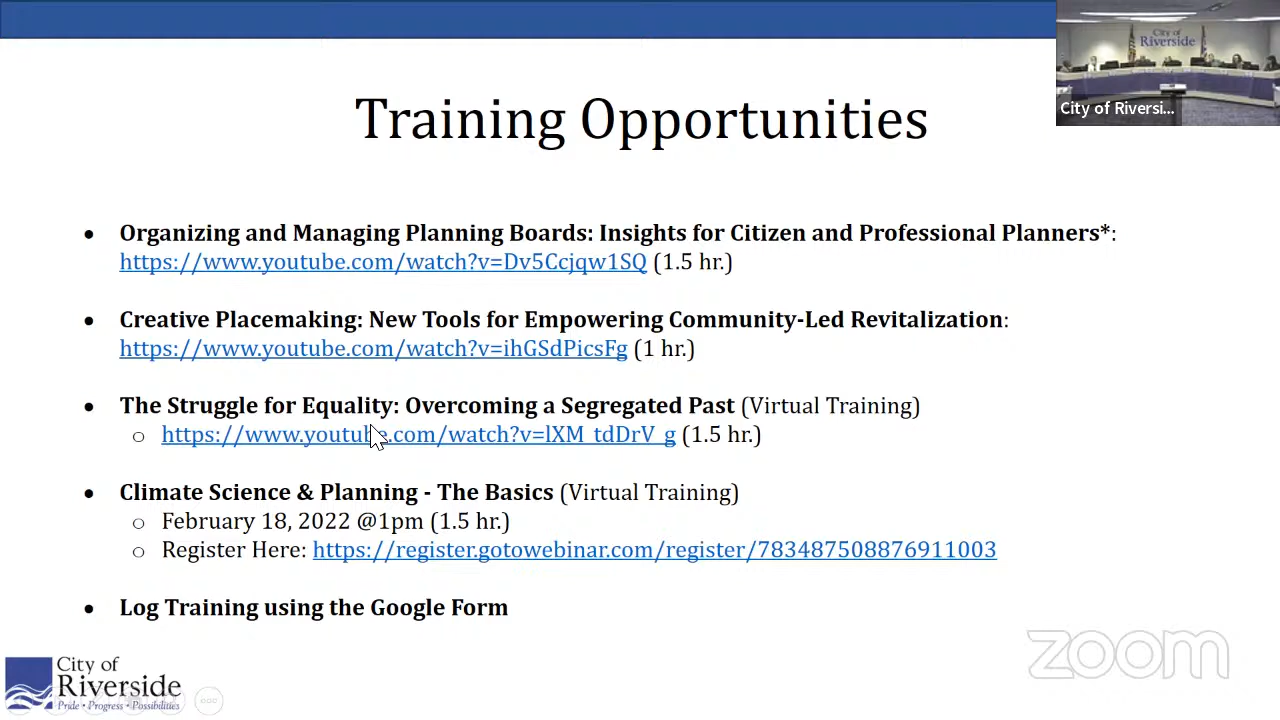 City of
Riverside
City of Riversi...
Training Opportunities
• Organizing and Managing Planning Boards: Insights for Citizen and Professional Planners*:
https://www.youtube.com/watch?v=Dv5Ccjqw1SQ (1.5 hr.)
• Creative Placemaking: New Tools for Empowering Community-Led Revitalization:
https://www.youtube.com/watch?v=ihGSdPicsFg (1 hr.)
• The Struggle for Equality: Overcoming a Segregated Past (Virtual Training)
○ https://www.youtube.com/watch?v=lXM_tdDrV_g (1.5 hr.)
• Climate Science & Planning - The Basics (Virtual Training)
○ February 18, 2022 @1pm (1.5 hr.)
○ Register Here: https://register.gotowebinar.com/register/783487508876911003
• Log Training using the Google Form
zoom
City of
Riverside
Pride • Progress • Possibilities